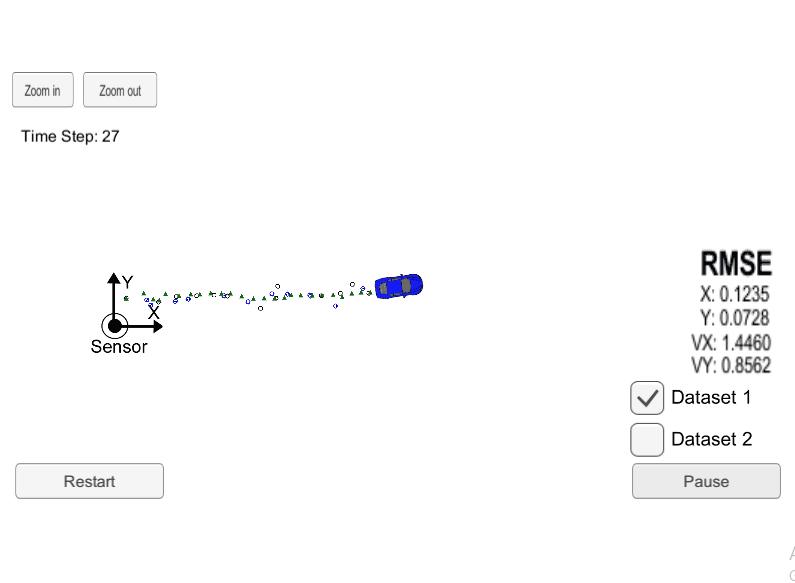 Zoom in
Zoom out
Time Step: 27
Y
X
Sensor
RMSE
X: 0.1235
Y: 0.0728
VX: 1.4460
VY: 0.8562
Dataset 1
Dataset 2
Restart
Pause